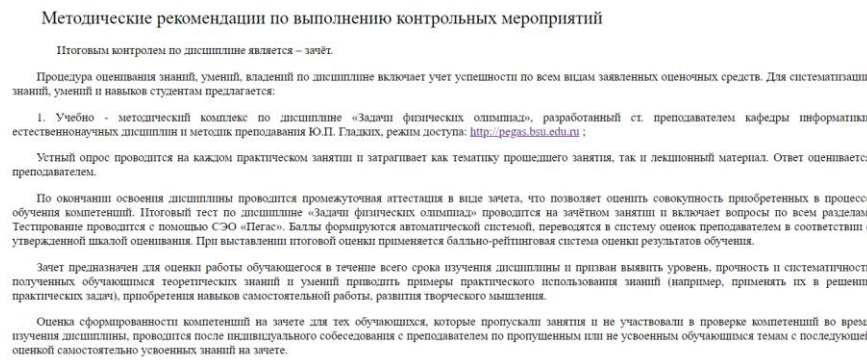 Методические рекомендации по выполнению контрольных мероприятий
Итоговым контролем по дисциплине является – зачёт.
Процедура оценивания знаний, умений, владений по дисциплине включает учет успешности по всем видам заявленных оценочных средств. Для систематизации
знаний, умений и навыков студентам предлагается:
1. Учебно - методический комплекс по дисциплине «Задачи физических олимпиад», разработанный ст. преподавателем кафедры информатики
естественнонаучных дисциплин и методик преподавания Ю.П. Гладких, режим доступа: http://pegas.bsu.edu.ru ;
Устный опрос проводится на каждом практическом занятии и затрагивает как тематику прошедшего занятия, так и лекционный материал. Ответ оценивается
преподавателем.
По окончании освоения дисциплины проводится промежуточная аттестация в виде зачета, что позволяет оценить совокупность приобретенных в процессе
обучения компетенций. Итоговый тест по дисциплине «Задачи физических олимпиад» проводится на зачётном занятии и включает вопросы по всем разделам
Тестирование проводится с помощью СЭО «Пегас». Баллы формируются автоматической системой, переводятся в систему оценок преподавателем в соответствии с
утвержденной шкалой оценивания. При выставлении итоговой оценки применяется балльно-рейтинговая система оценки результатов обучения.
Зачет предназначен для оценки работы обучающегося в течение всего срока изучения дисциплины и призван выявить уровень, прочность и систематичность
полученных обучающимся теоретических знаний и умений приводить примеры практического использования знаний (например, применять их в решении
практических задач), приобретения навыков самостоятельной работы, развития творческого мышления.
Оценка сформированности компетенций на зачете для тех обучающихся, которые пропускали занятия и не участвовали в проверке компетенций во время
изучения дисциплины, проводится после индивидуального собеседования с преподавателем по пропущенным или не усвоенным обучающимся темам с последующей
оценкой самостоятельно усвоенных знаний на зачете.